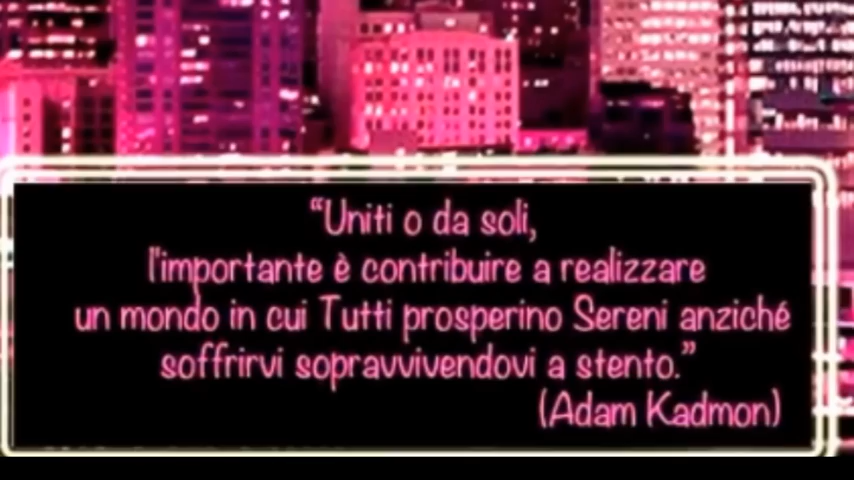 “Uniti o da soli,
l'importante è contribuire a realizzare
un mondo in cui Tutti prosperino Sereni anziché
soffrirvi sopravvivendovi a stento.”
(Adam Kadmon)